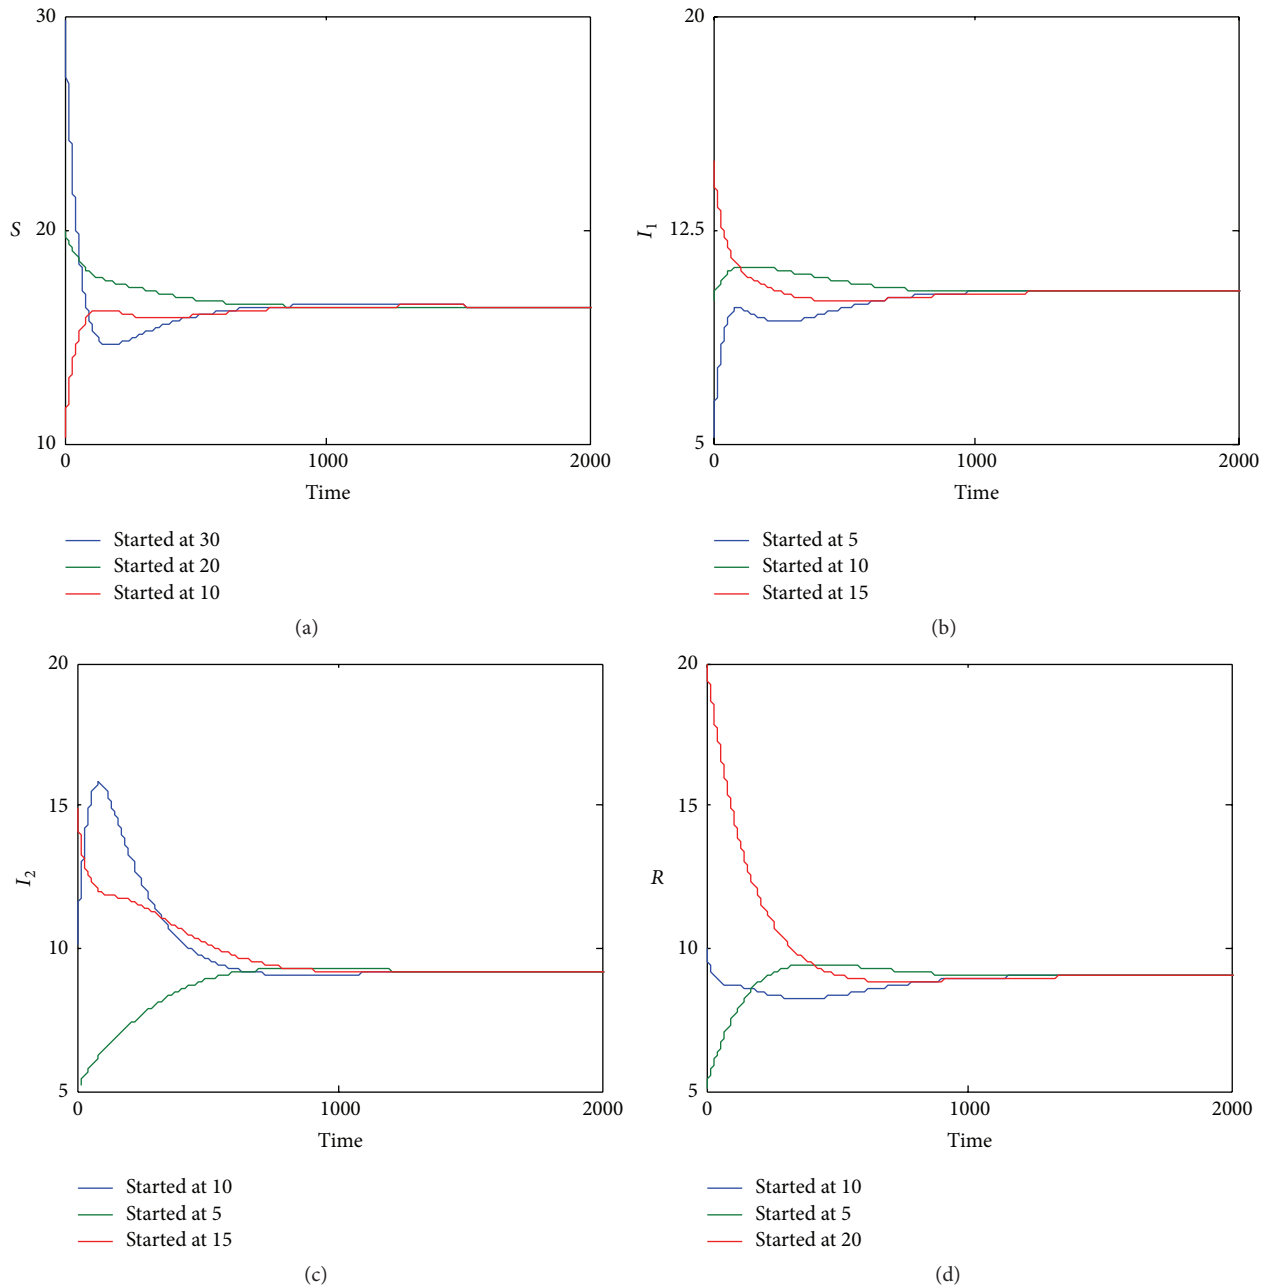 30
20
S
10
0
1000
2000
Time
Started at 30
Started at 20
Started at 10
(a)
20
12.5
I₁
5
0
1000
2000
Time
Started at 5
Started at 10
Started at 15
(b)
20
15
I₂
10
5
0
1000
2000
Time
Started at 10
Started at 5
Started at 15
(c)
20
15
R
10
5
0
1000
2000
Time
Started at 10
Started at 5
Started at 20
(d)